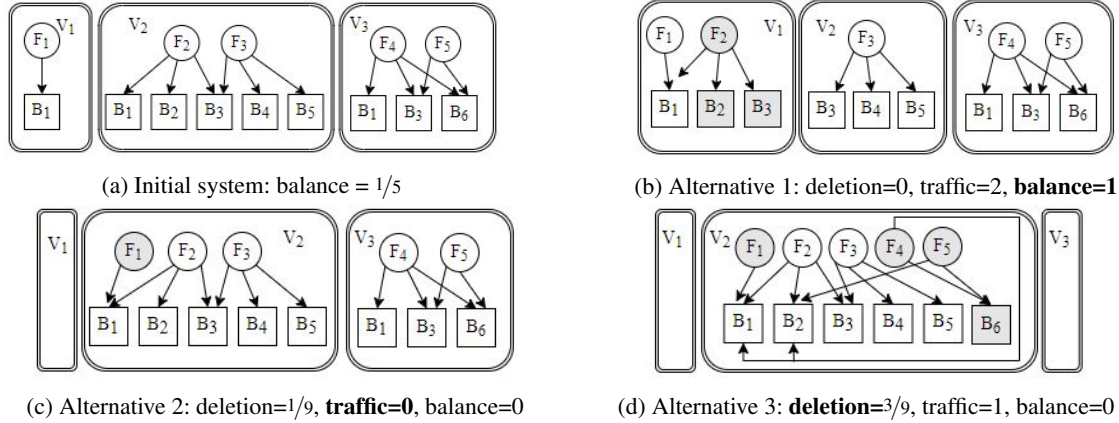 V1 V2 V3
F1 F2 F3 F4 F5
B1 B1 B2 B3 B4 B5 B1 B3 B6
(a) Initial system: balance = 1/5
V1 V2 V3
F1 F2 F3 F4 F5
B1 B2 B3 B3 B4 B5 B1 B3 B6
(b) Alternative 1: deletion=0, traffic=2, balance=1
V1 V2 V3
F1 F2 F3 F4 F5
B1 B2 B3 B4 B5 B1 B3 B6
(c) Alternative 2: deletion=1/9, traffic=0, balance=0
V1 V2 V3
F1 F2 F3 F4 F5
B1 B2 B3 B4 B5 B6
(d) Alternative 3: deletion=3/9, traffic=1, balance=0